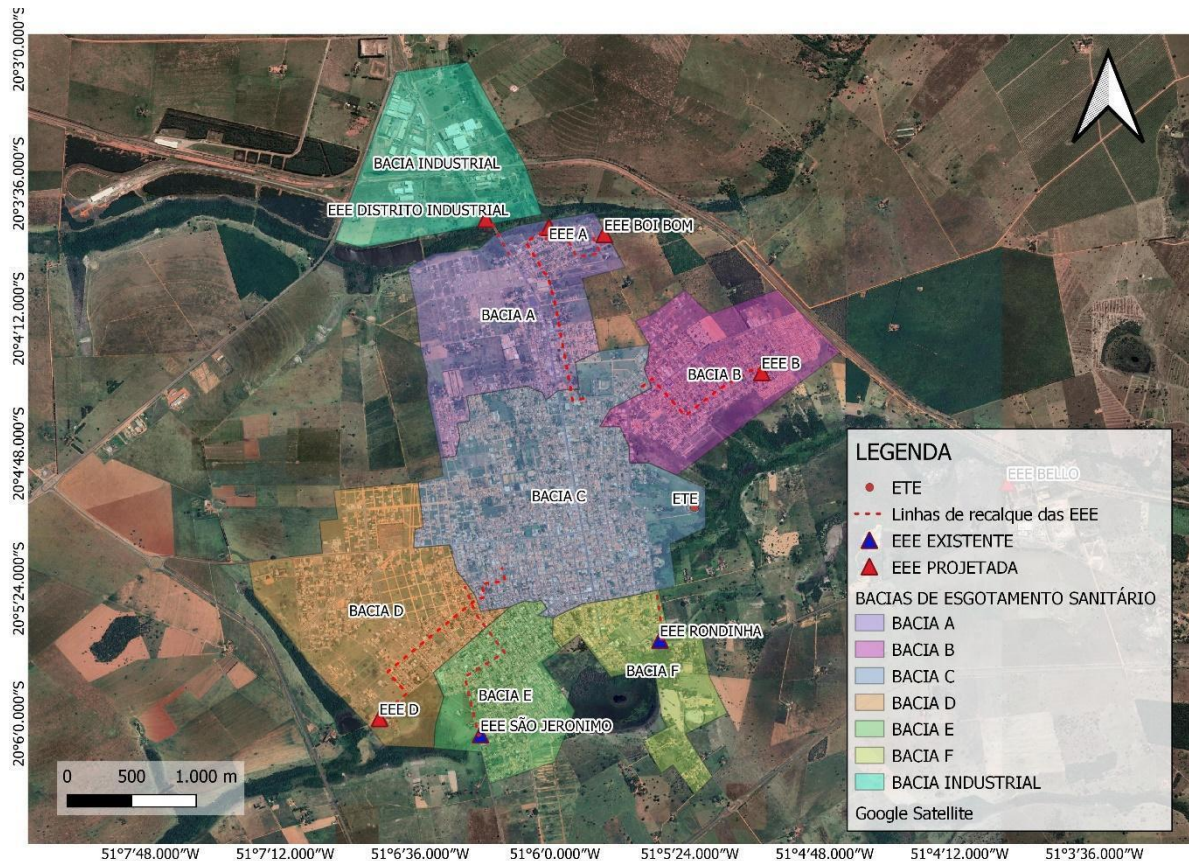 20°3'0.000"S
20°3'36.000"S
20°4'12.000"S
20°4'48.000"S
20°5'24.000"S
20°6'0.000"S
BACIA INDUSTRIAL
EEE DISTRITO INDUSTRIAL
EEE A
EEE BOI BOM
BACIA A
BACIA B
EEE B
BACIA C
ETE
BACIA D
EEE RONDINHA
BACIA F
BACIA E
EEE D
EEE SÃO JERONIMO
0 500 1.000 m
LEGENDA
ETE
EEE BELLO
Linhas de recalque das EEE
EEE EXISTENTE
EEE PROJETADA
BACIAS DE ESGOTAMENTO SANITÁRIO
BACIA A
BACIA B
BACIA C
BACIA D
BACIA E
BACIA F
BACIA INDUSTRIAL
Google Satellite
51°7'48.000"W 51°7'12.000"W 51°6'36.000"W 51°6'0.000"W 51°5'24.000"W 51°4'48.000"W 51°4'12.000"W 51°3'36.000"W